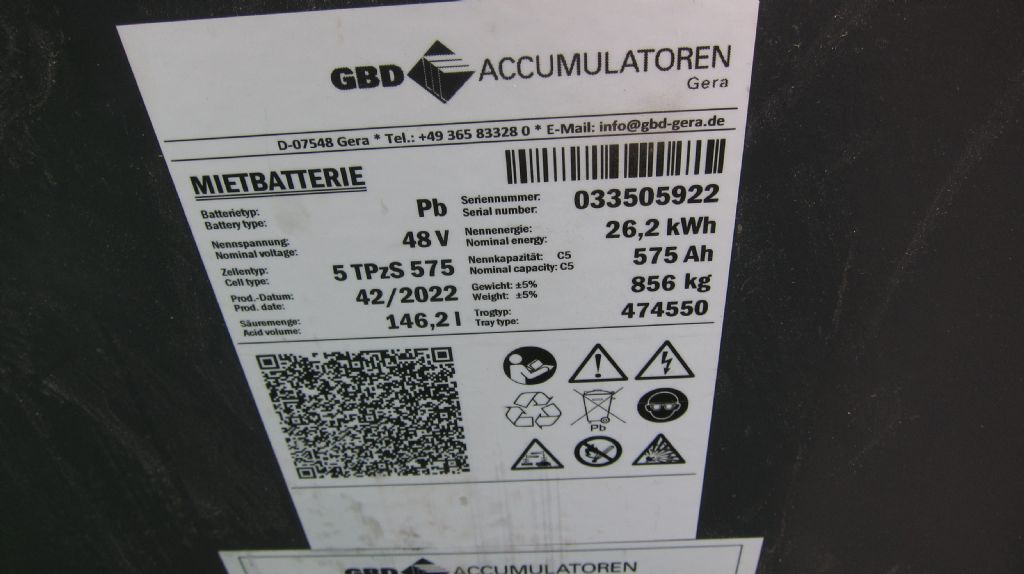 GBD ACCUMULATOREN
Gera
D-07548 Gera * Tel.: +49 365 83328 0 * E-Mail: info@gbd-gera.de
MIETBATTERIE
Batterietyp:
Battery type:
Pb
Nennspannung:
Nominal voltage:
48 V
Zellentyp:
Cell type:
5 TPzS 575
Prod.-Datum:
Prod. date:
42/2022
Säuremenge:
Acid volume:
146,2 l
Seriennummer:
Serial number:
033505922
Nennenergie:
Nominal energy:
26,2 kWh
Nennkapazität: C5
Nominal capacity: C5
575 Ah
Gewicht: ±5%
Weight: ±5%
856 kg
Trogtyp:
Tray type:
474550
Pb
GBD ACCUMULATOREN